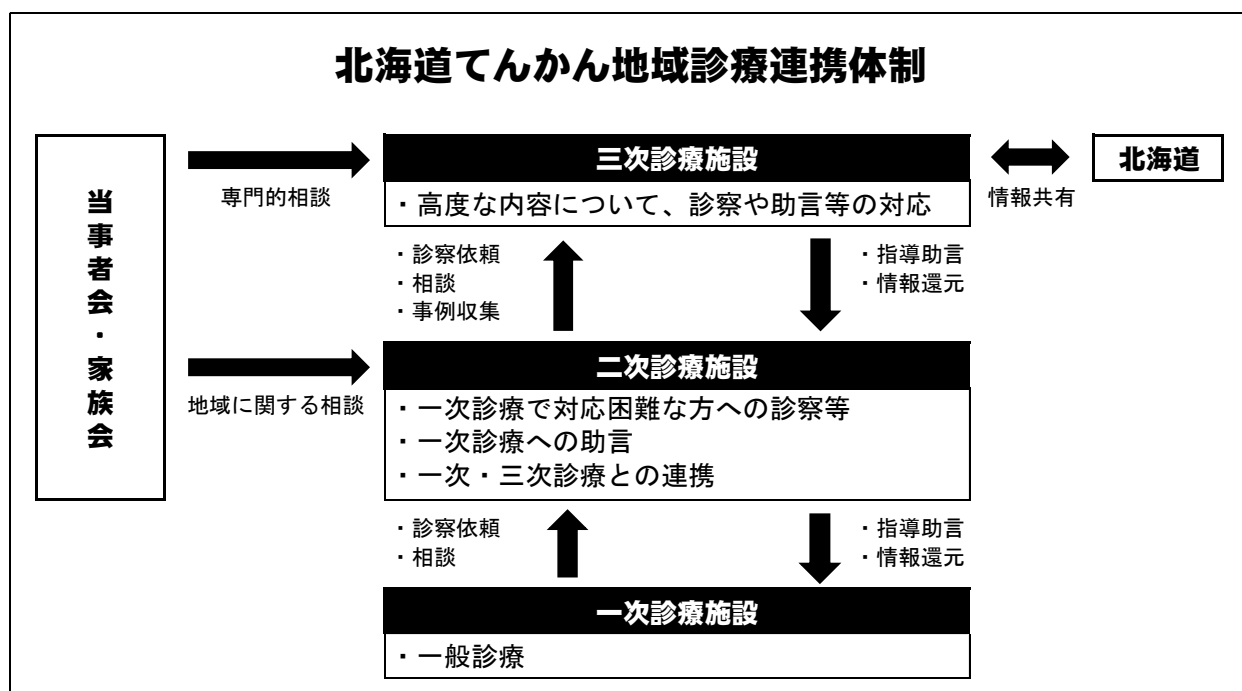 北海道てんかん地域診療連携体制
当事者会・家族会
専門的相談
三次診療施設
・高度な内容について、診察や助言等の対応
情報共有
北海道
・診察依頼
・相談
・事例収集
・指導助言
・情報還元
地域に関する相談
二次診療施設
・一次診療で対応困難な方への診察等
・一次診療への助言
・一次・三次診療との連携
・診察依頼
・相談
・指導助言
・情報還元
一次診療施設
・一般診療